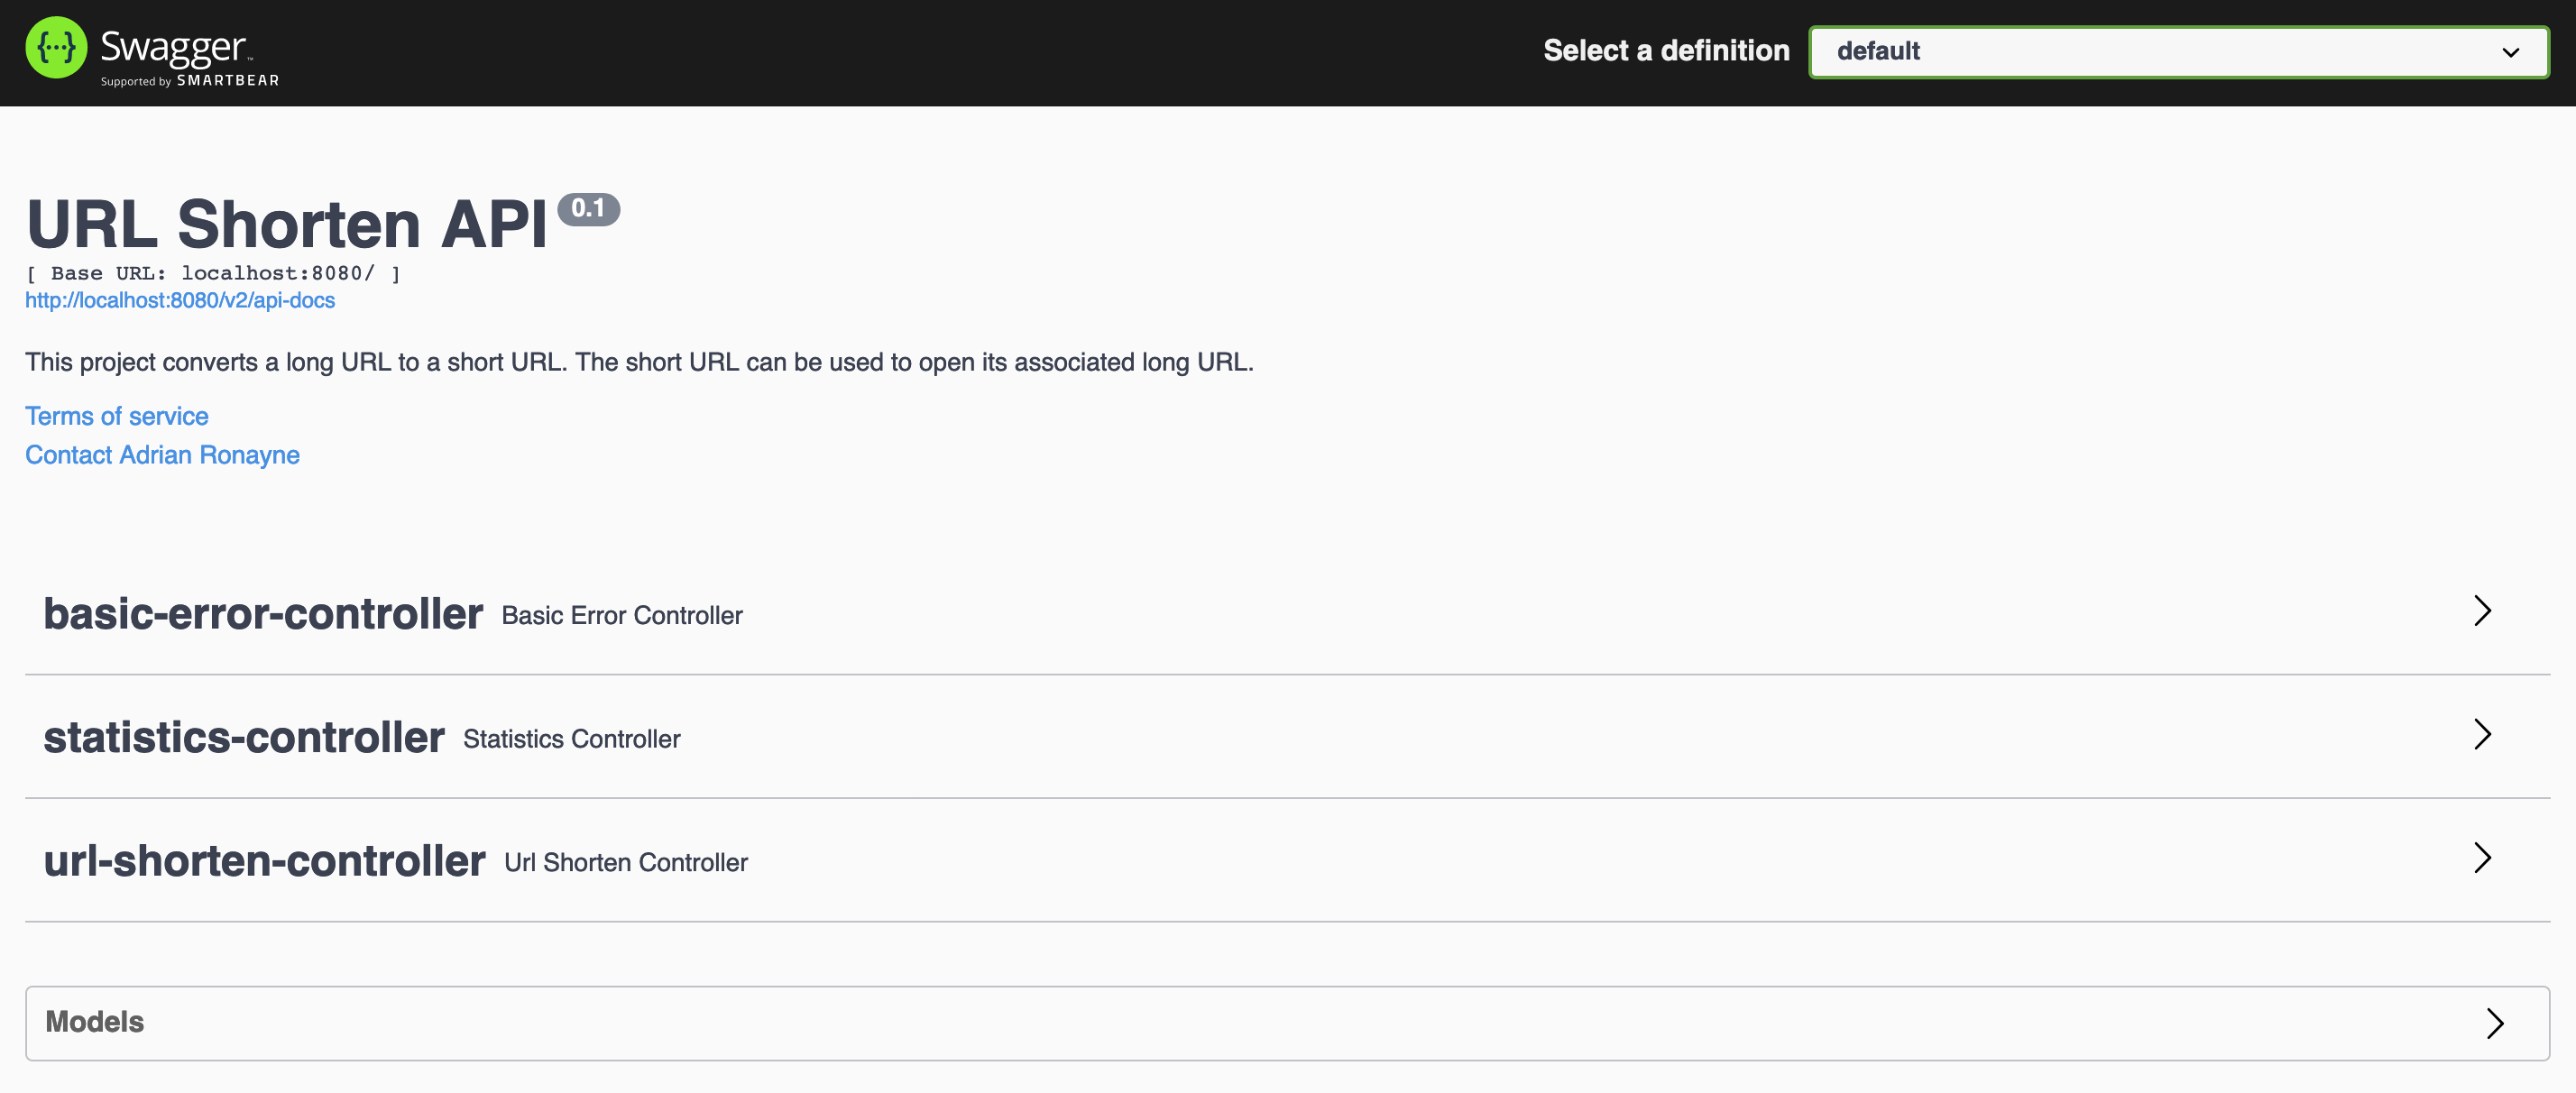 {···} Swagger™
Supported by SMARTBEAR
Select a definition
default
URL Shorten API 0.1
[ Base URL: localhost:8080/ ]
http://localhost:8080/v2/api-docs
This project converts a long URL to a short URL. The short URL can be used to open its associated long URL.
Terms of service
Contact Adrian Ronayne
basic-error-controller Basic Error Controller
statistics-controller Statistics Controller
url-shorten-controller Url Shorten Controller
Models